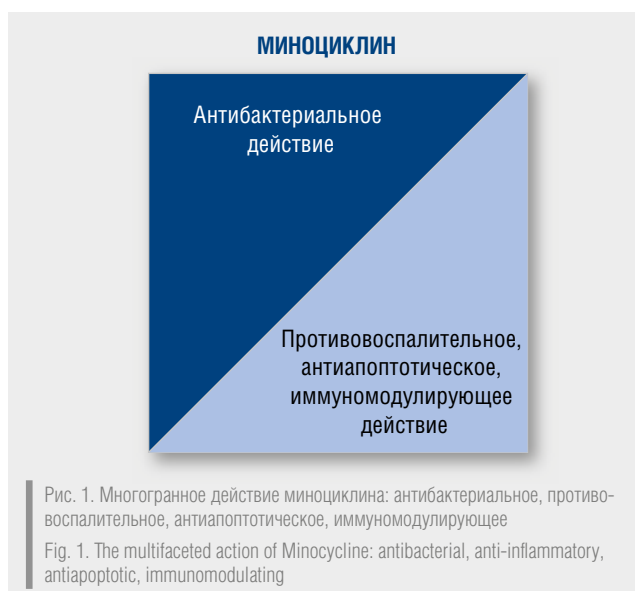 МИНОЦИКЛИН
Антибактериальное
действие
Противовоспалительное,
антиапоптотическое,
иммуномодулирующее
действие
Рис. 1. Многогранное действие миноциклина: антибактериальное, противо-
воспалительное, антиапоптотическое, иммуномодулирующее
Fig. 1. The multifaceted action of Minocycline: antibacterial, anti-inflammatory,
antiapoptotic, immunomodulating